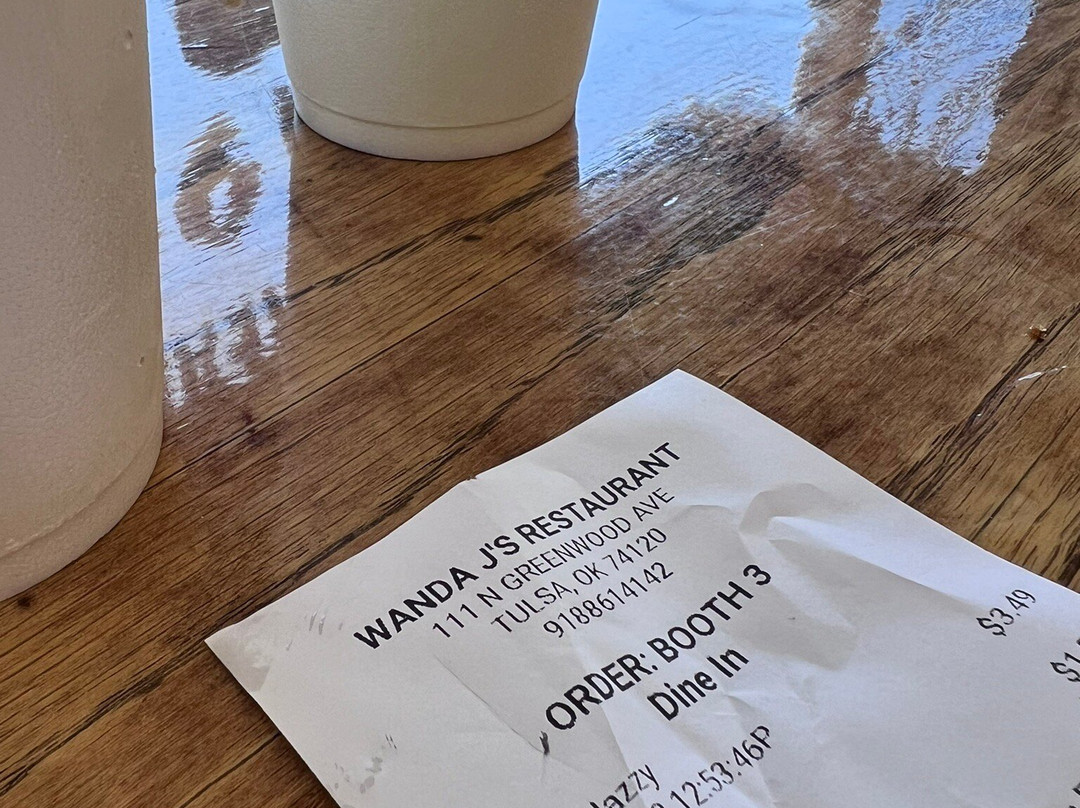 WANDA J'S RESTAURANT
111 N GREENWOOD AVE
TULSA, OK 74120
9188614142
ORDER: BOOTH 3
Dine In
12:53:46P
$3.49